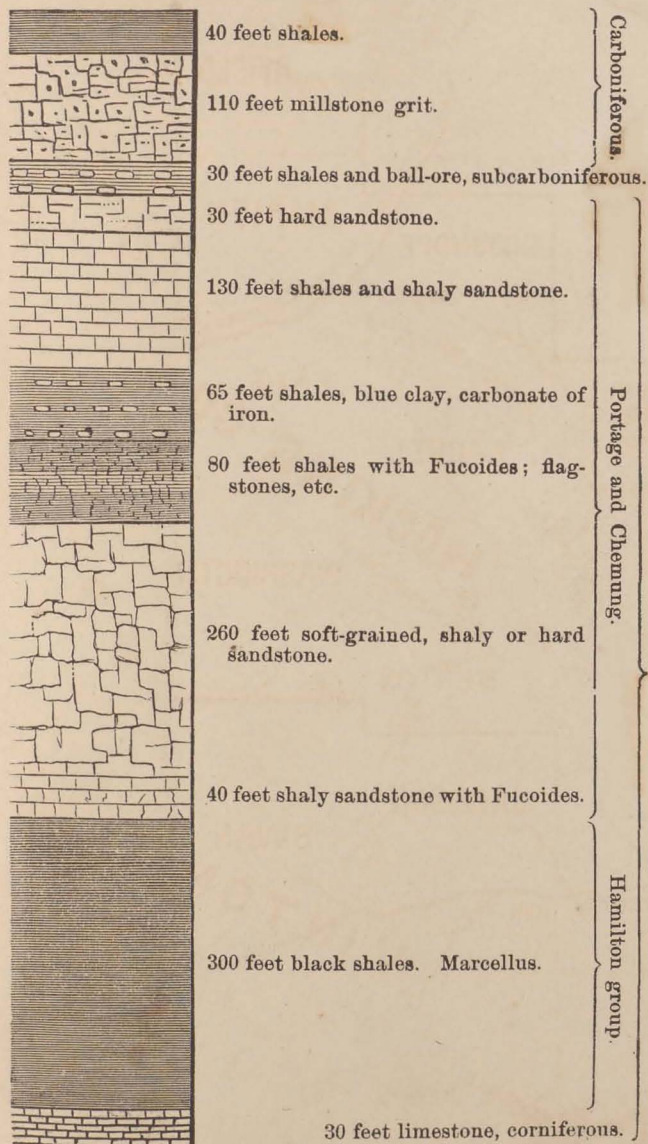 40 feet shales.
110 feet millstone grit.
30 feet shales and ball-ore, subcarboniferous.
30 feet hard sandstone.
130 feet shales and shaly sandstone.
65 feet shales, blue clay, carbonate of
iron.
80 feet shales with Fucoides; flag-
stones, etc.
260 feet soft-grained, shaly or hard
sandstone.
40 feet shaly sandstone with Fucoides.
300 feet black shales. Marcellus.
30 feet limestone, corniferous.
Carboniferous.
Portage and Chemung.
Hamilton group.